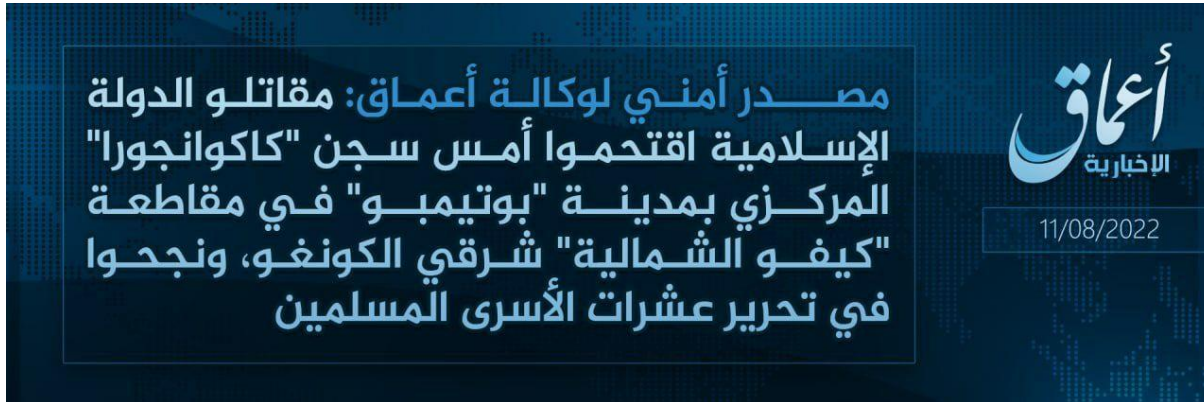 مصدر أمني لوكالة أعماق: مقاتلو الدولة
الإسلامية اقتحموا أمس سجن "كاكوانجورا"
المركزي بمدينة "بوتيمبو" في مقاطعة
"كيفو الشمالية" شرقي الكونغو، ونجحوا
في تحرير عشرات الأسرى المسلمين
أعماق
الإخبارية
11/08/2022